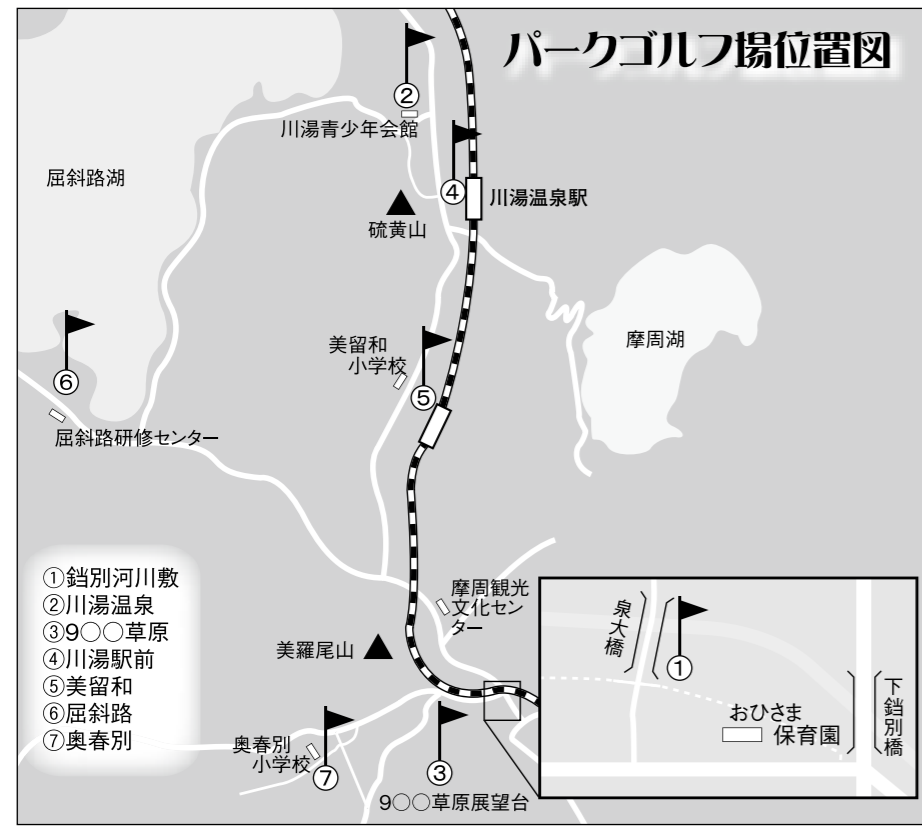 パークゴルフ場位置図
②
川湯青少年会館
屈斜路湖
④
川湯温泉駅
硫黄山
摩周湖
美留和
小学校
⑥
⑤
屈斜路研修センター
①鐺別河川敷
②川湯温泉
③9○○草原
④川湯駅前
⑤美留和
⑥屈斜路
⑦奥春別
摩周観光
文化セン
ター
美羅尾山
泉大橋
①
下鐺別橋
おひさま
保育園
奥春別
小学校
⑦
③
9○○草原展望台